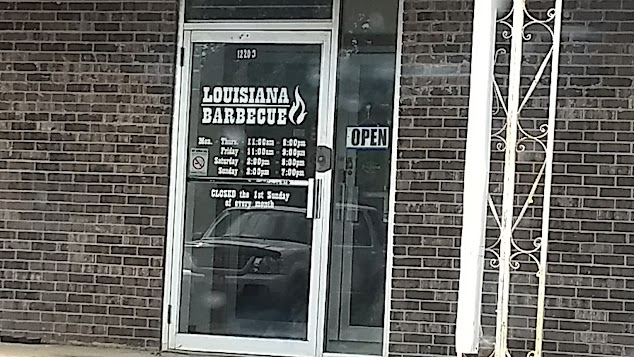 12203
LOUISIANA
BARBECUE
Mon. Thurs. 11:00am 8:00pm
Friday 11:00am 9:00pm
Saturday 2:00pm 9:00pm
Sunday 2:00pm 7:00pm
CLOSED the 1st Sunday
of every month
OPEN